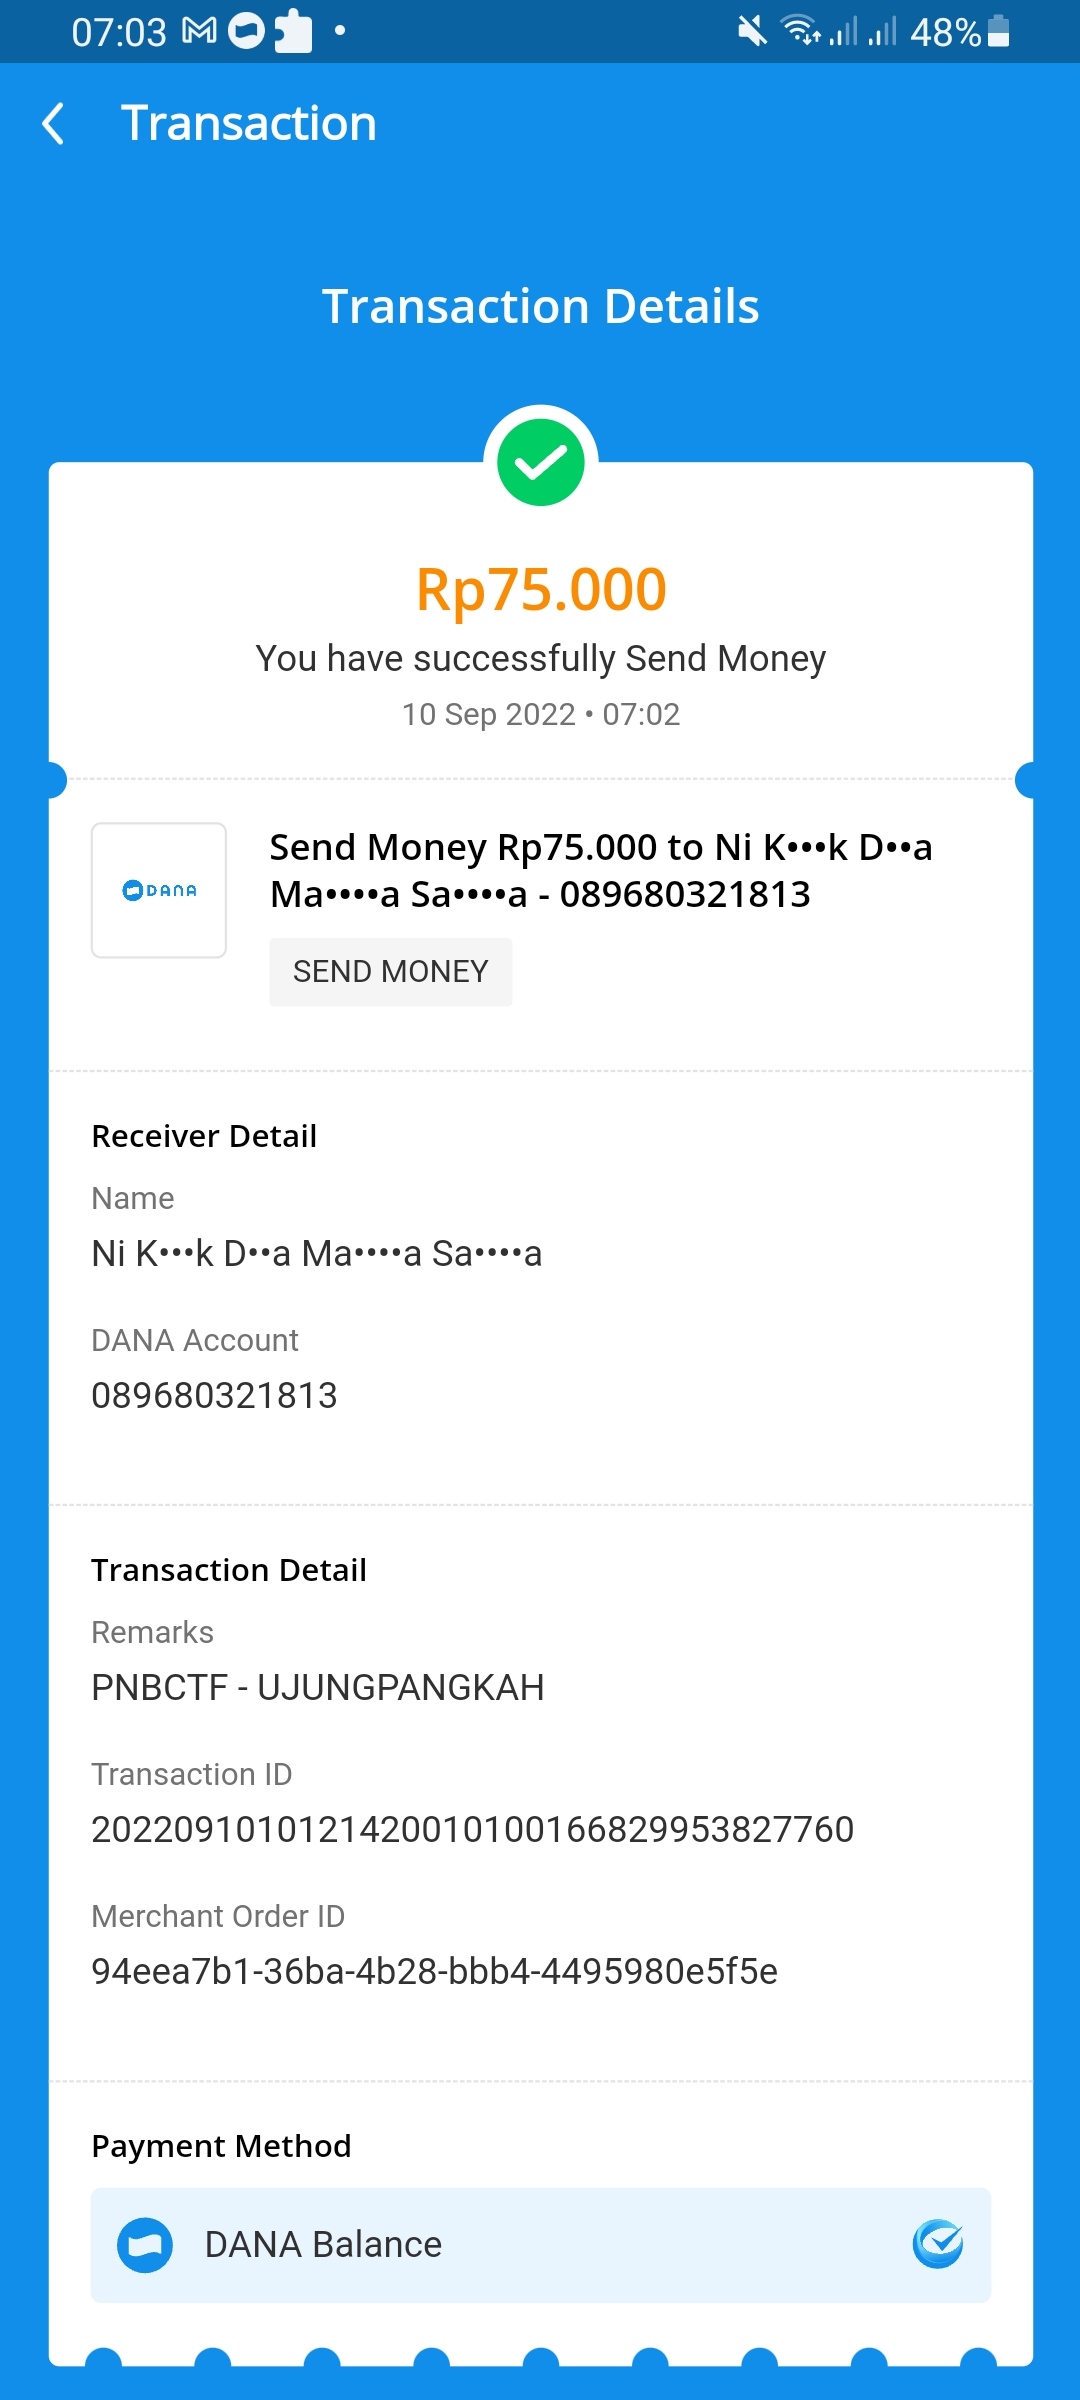 07:03 48%
Transaction
Transaction Details
Rp75.000
You have successfully Send Money
10 Sep 2022 • 07:02
DANA
Send Money Rp75.000 to Ni K•••k D••a
Ma••••a Sa••••a - 089680321813
SEND MONEY
Receiver Detail
Name
Ni K•••k D••a Ma••••a Sa••••a
DANA Account
089680321813
Transaction Detail
Remarks
PNBCTF - UJUNGPANGKAH
Transaction ID
2022091010121420010100166829953827760
Merchant Order ID
94eea7b1-36ba-4b28-bbb4-4495980e5f5e
Payment Method
DANA Balance